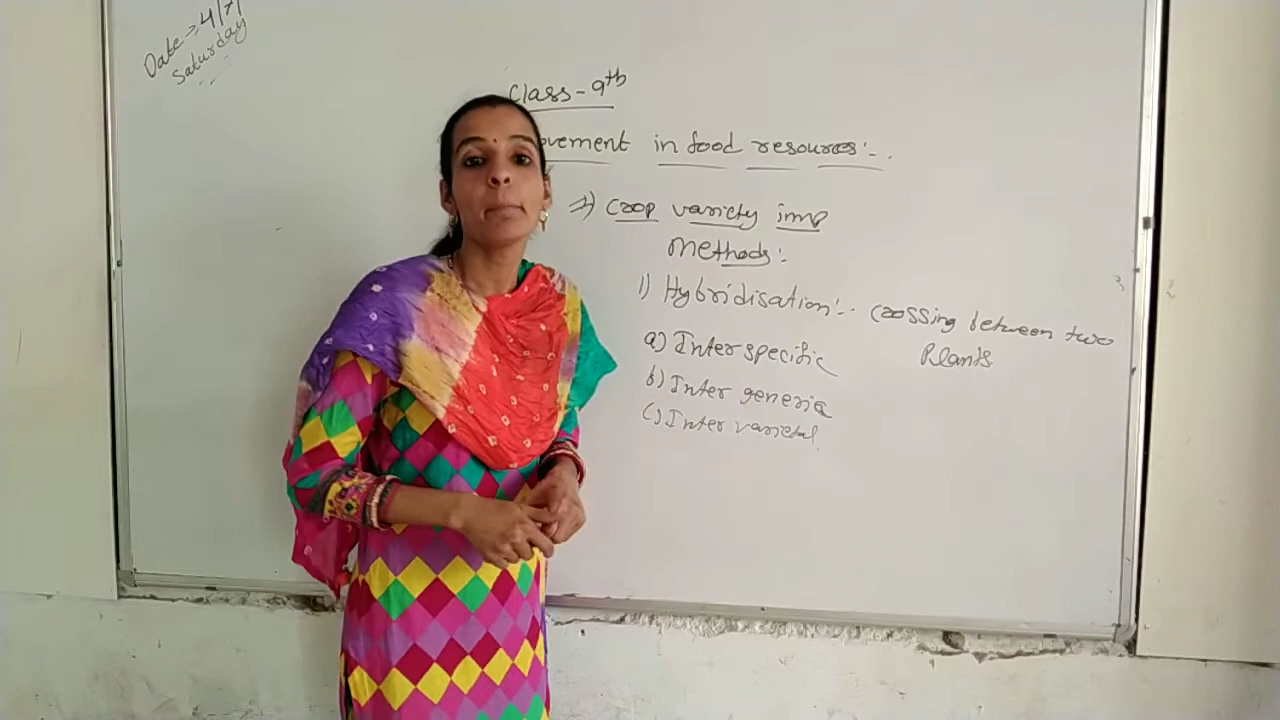 Date → 4/7/
Saturday
Class - 9th
ovement in food resources :-
⇒) Crop variety imp
Methods :-
1) Hybridisation :- Crossing between two
Plants
a) Inter specific
b) Inter generic
c) Inter varietal